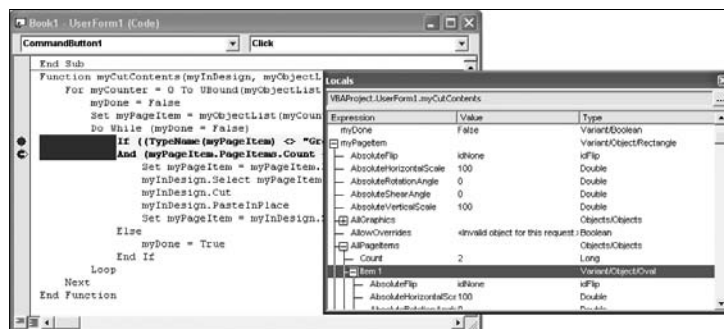 Book1 - UserForm1 (Code)
CommandButton1
Click
End Sub
Function myCutContents(myInDesign, myObjectL
For myCounter = 0 To UBound(myObjectList
myDone = False
Set myPageItem = myObjectList(myCoun
Do While (myDone = False)
If ((TypeName(myPageItem) <> "Gr
And (myPageItem.PageItems.Count
Set myPageItem = myPageItem.
myInDesign.Select myPageItem
myInDesign.Cut
myInDesign.PasteInPlace
Set myPageItem = myInDesign.
Else
myDone = True
End If
Loop
Next
End Function
Locals
VBAProject.UserForm1.myCutContents
...
Expression Value Type
myDone False Variant/Boolean
myPageItem Variant/Object/Rectangle
AbsoluteFlip idNone idFlip
AbsoluteHorizontalScale 100 Double
AbsoluteRotationAngle 0 Double
AbsoluteShearAngle 0 Double
AbsoluteVerticalScale 100 Double
AllGraphics Objects/Objects
AllowOverrides <Invalid object for this request.> Boolean
AllPageItems Objects/Objects
Count 2 Long
Item 1 Variant/Object/Oval
AbsoluteFlip idNone idFlip
AbsoluteHorizontalScr 100 Double